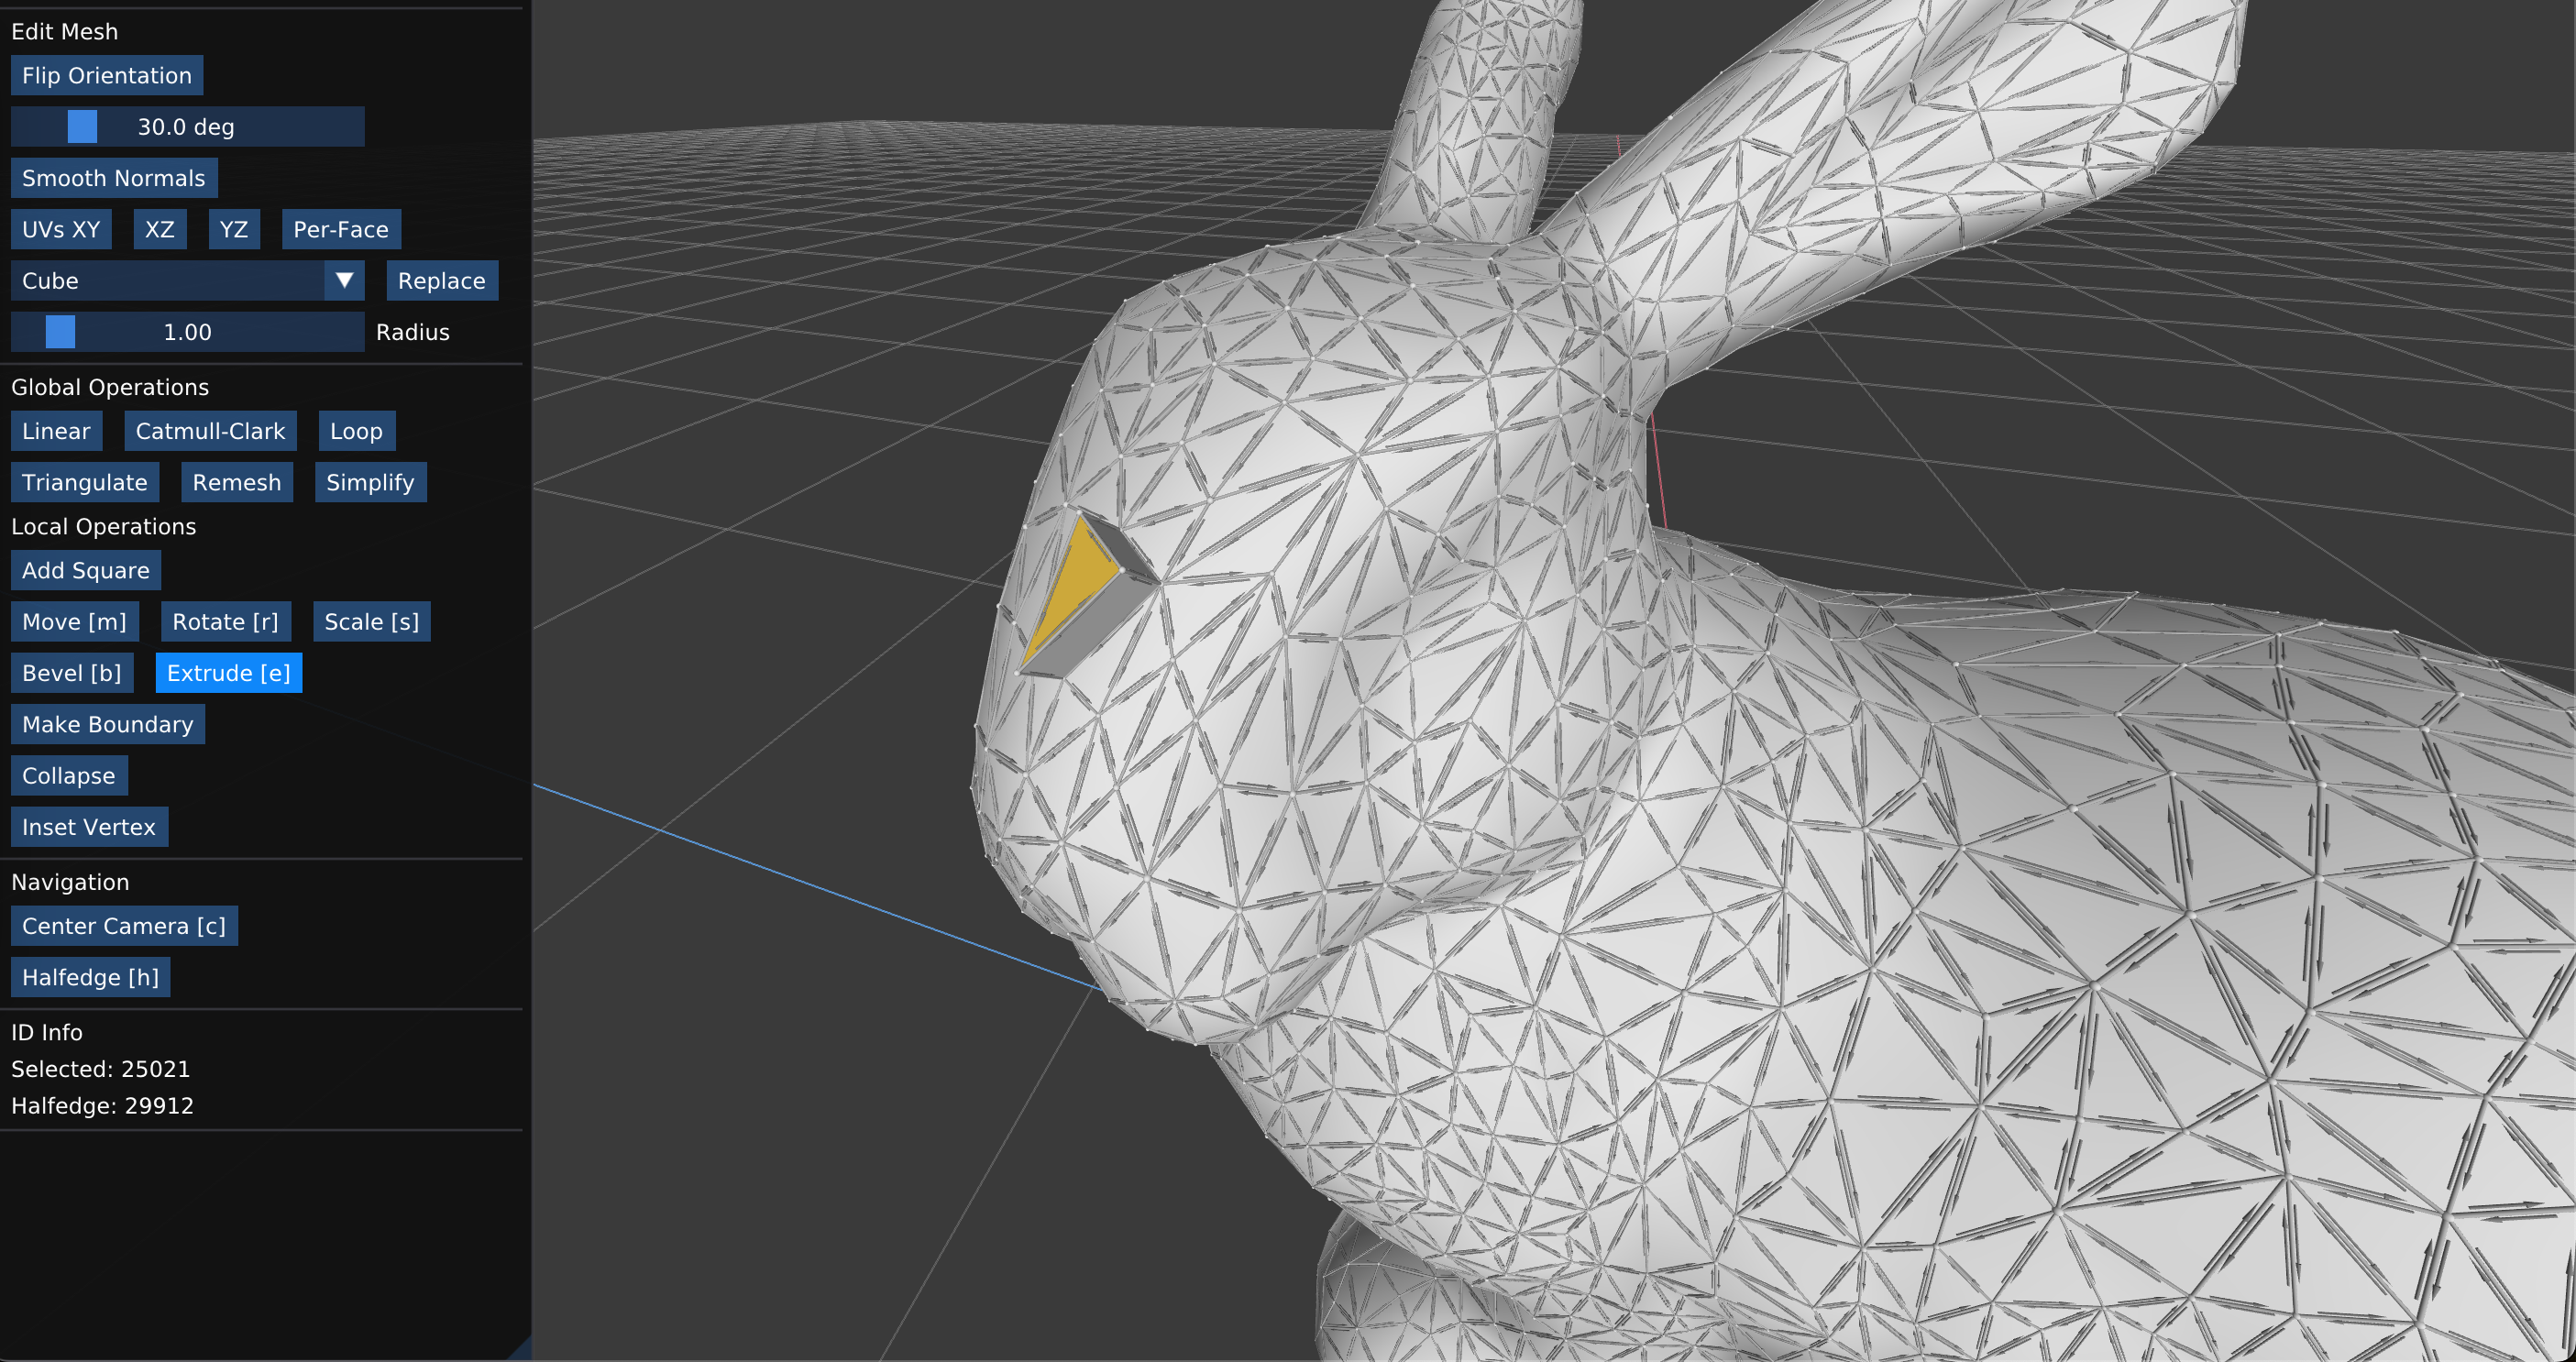 Edit Mesh
Flip Orientation
30.0 deg
Smooth Normals
UVs XY XZ YZ Per-Face
Cube Replace
1.00 Radius
Global Operations
Linear Catmull-Clark Loop
Triangulate Remesh Simplify
Local Operations
Add Square
Move [m] Rotate [r] Scale [s]
Bevel [b] Extrude [e]
Make Boundary
Collapse
Inset Vertex
Navigation
Center Camera [c]
Halfedge [h]
ID Info
Selected: 25021
Halfedge: 29912